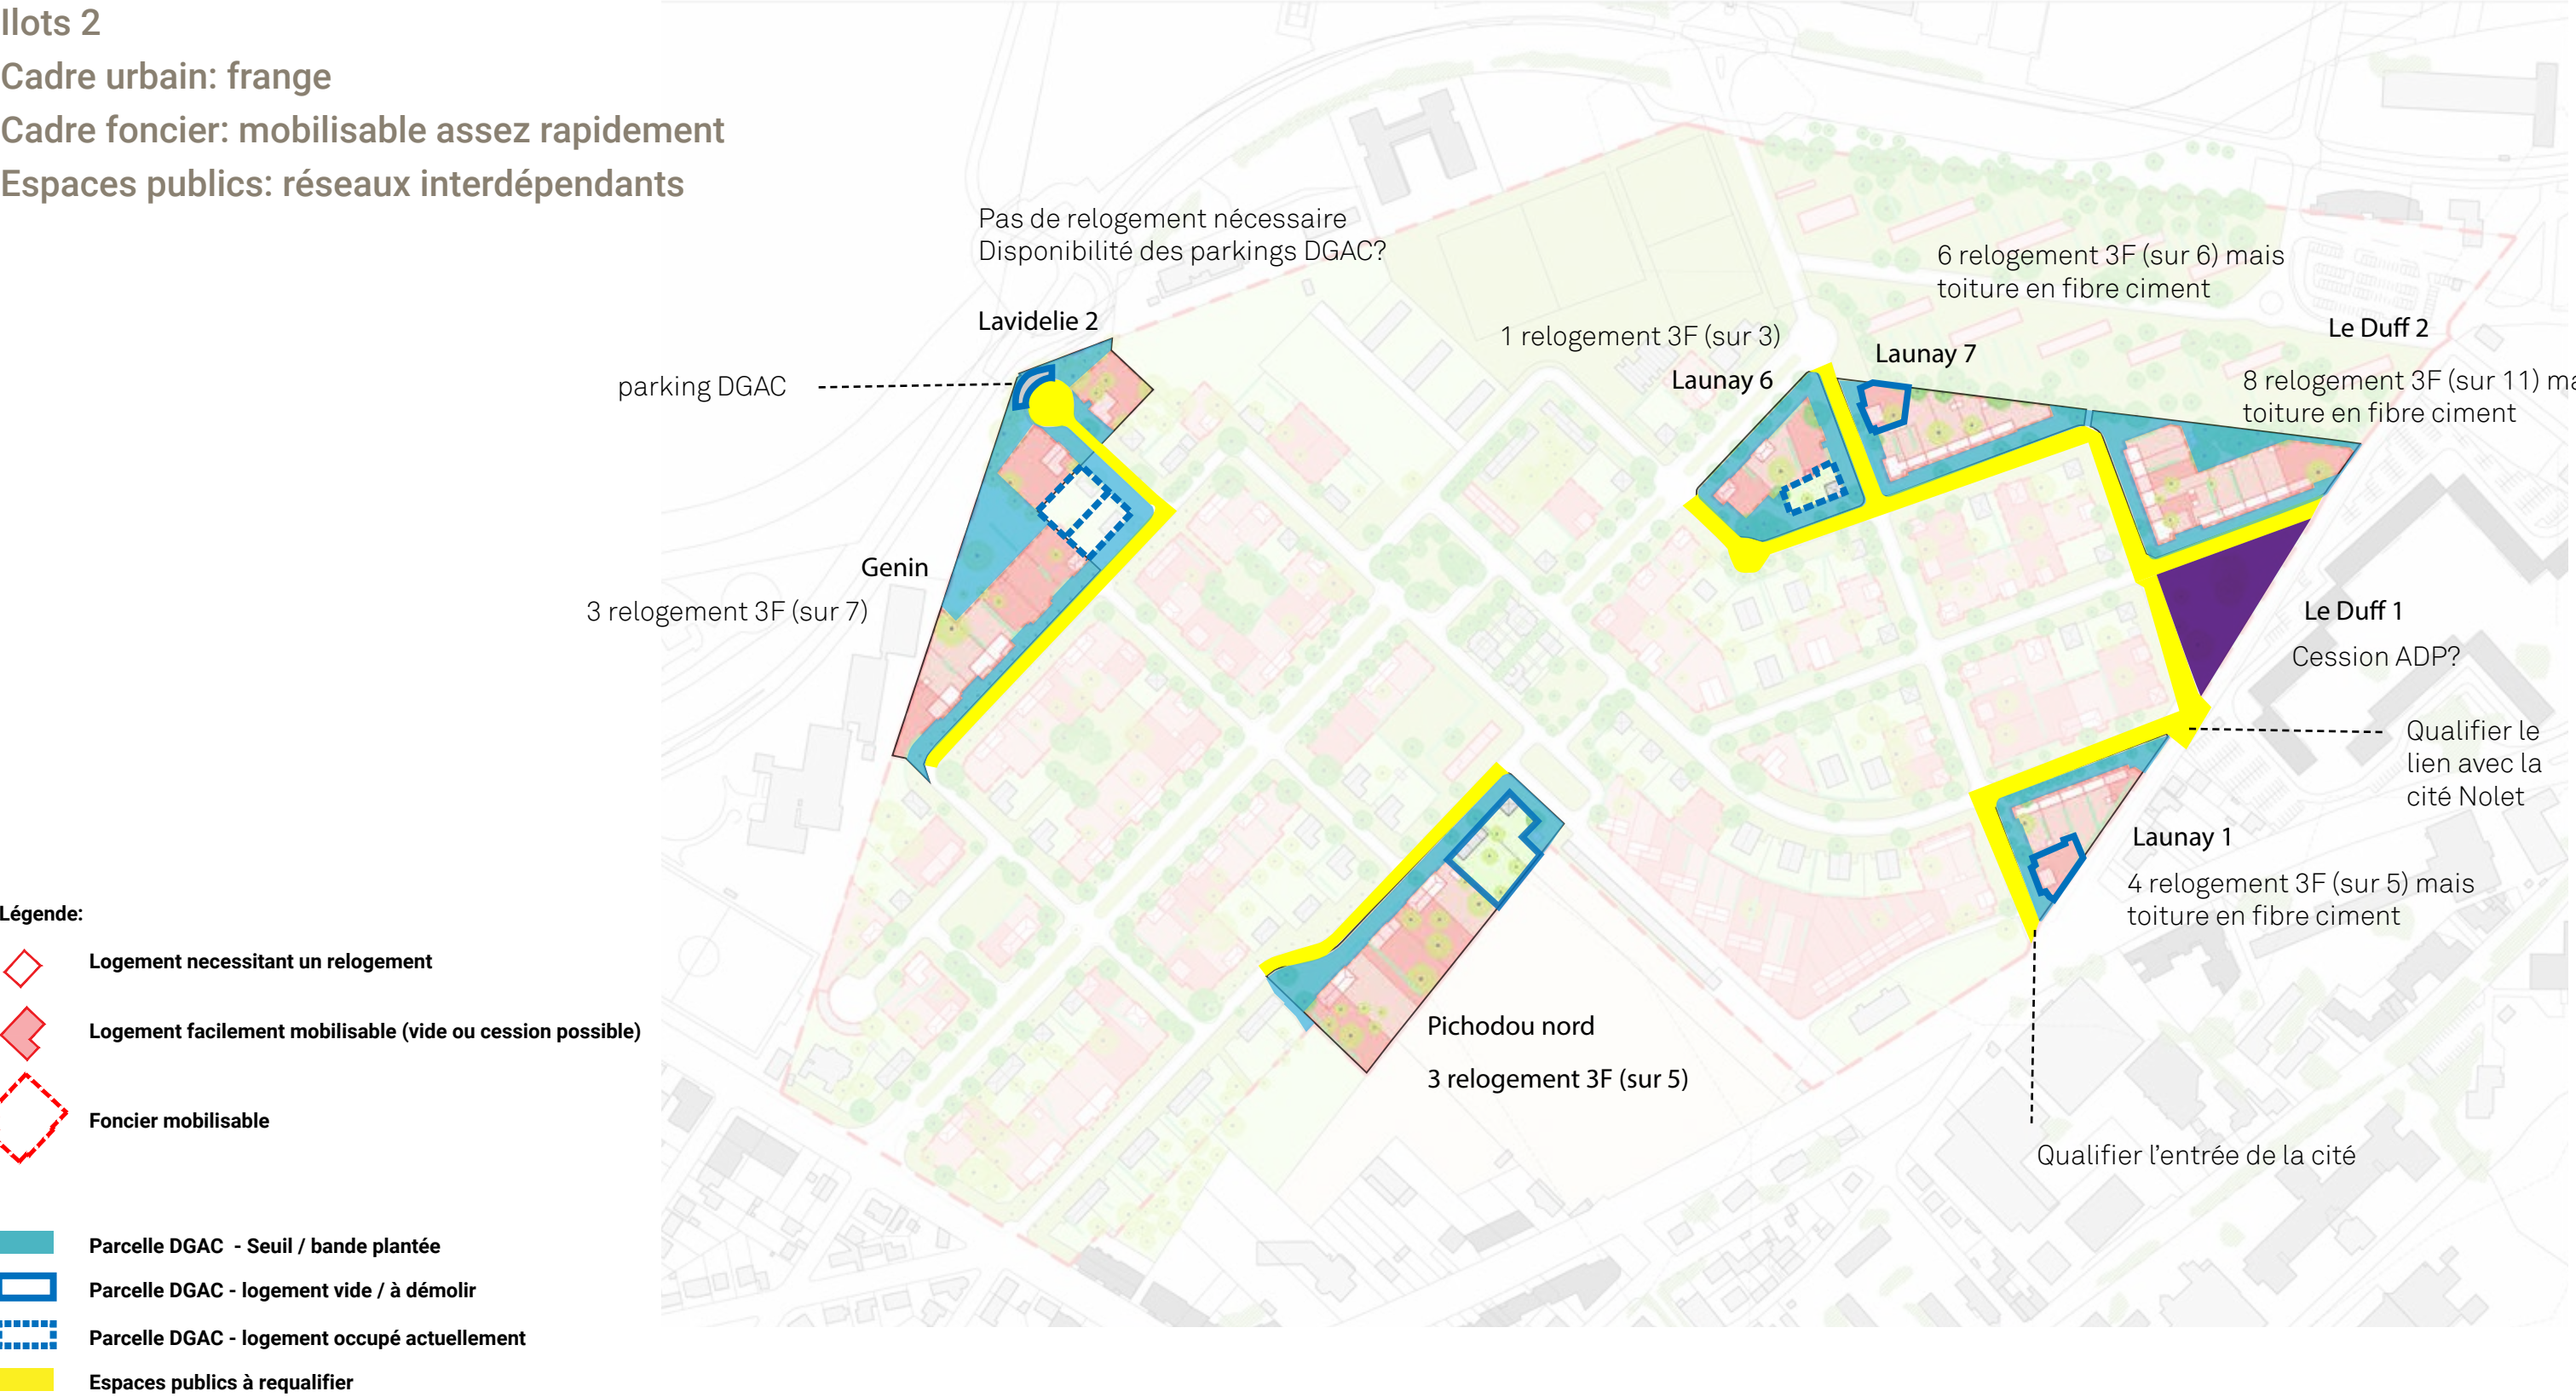 Ilots 2
Cadre urbain: frange
Cadre foncier: mobilisable assez rapidement
Espaces publics: réseaux interdépendants
Pas de relogement nécessaire
Disponibilité des parkings DGAC?
Lavidelie 2
parking DGAC
Genin
3 relogement 3F (sur 7)
1 relogement 3F (sur 3)
Launay 6
6 relogement 3F (sur 6) mais
toiture en fibre ciment
Launay 7
Le Duff 2
8 relogement 3F (sur 11) ma
toiture en fibre ciment
Le Duff 1
Cession ADP?
Qualifier le
lien avec la
cité Nolet
Launay 1
4 relogement 3F (sur 5) mais
toiture en fibre ciment
Pichodou nord
3 relogement 3F (sur 5)
Qualifier l'entrée de la cité
Légende:
Logement necessitant un relogement
Logement facilement mobilisable (vide ou cession possible)
Foncier mobilisable
Parcelle DGAC - Seuil / bande plantée
Parcelle DGAC - logement vide / à démolir
Parcelle DGAC - logement occupé actuellement
Espaces publics à requalifier